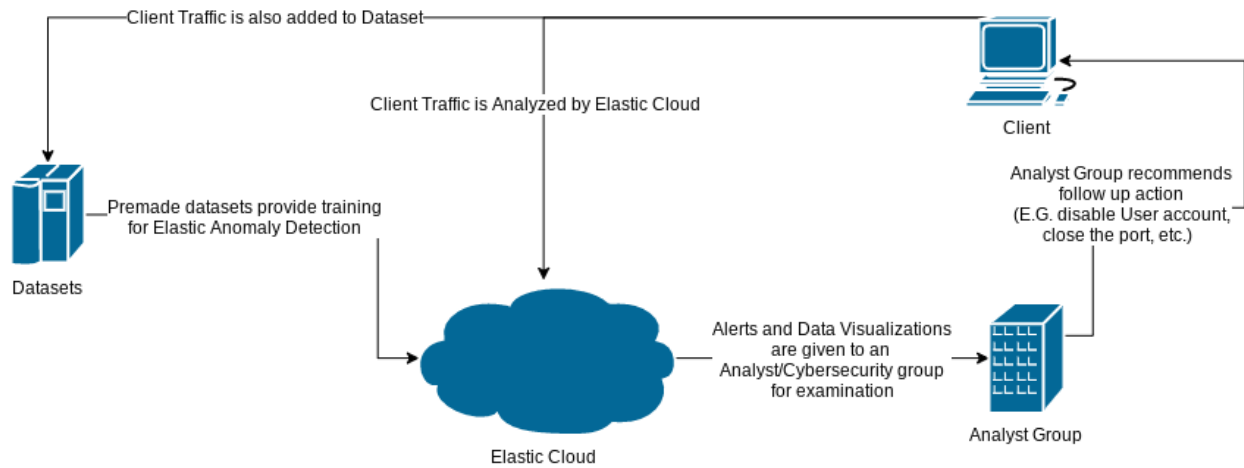 Client Traffic is also added to Dataset
Client Traffic is Analyzed by Elastic Cloud
Client
Analyst Group recommends
follow up action
(E.G. disable User account,
close the port, etc.)
Premade datasets provide training
for Elastic Anomaly Detection
Datasets
Alerts and Data Visualizations
are given to an
Analyst/Cybersecurity group
for examination
Analyst Group
Elastic Cloud